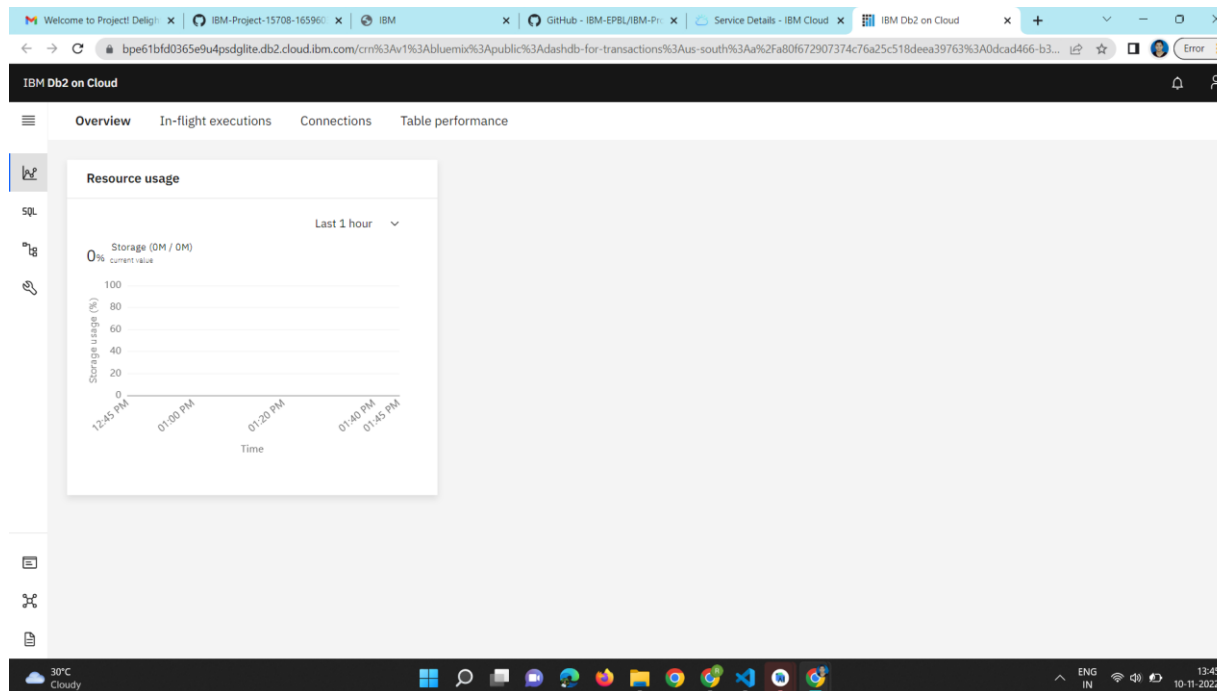 Welcome to Project! Deligh
IBM-Project-15708-165960
IBM
GitHub - IBM-EPBL/IBM-Pro
Service Details - IBM Cloud
IBM Db2 on Cloud
bpe61bfd0365e9u4psdglite.db2.cloud.ibm.com/crn%3Av1%3Abluemix%3Apublic%3Adashdb-for-transactions%3Aus-south%3Aa%2Fa80f672907374c76a25c518deea39763%3A0dcad466-b3...
Error
IBM Db2 on Cloud
Overview In-flight executions Connections Table performance
Resource usage
SQL
Last 1 hour
0% Storage (0M / 0M)
current value
100
80
60
40
20
0
Storage usage (%)
12:45 PM 01:00 PM 01:20 PM 01:40 PM 01:45 PM
Time
30°C
Cloudy
ENG
IN
13:45
10-11-2022